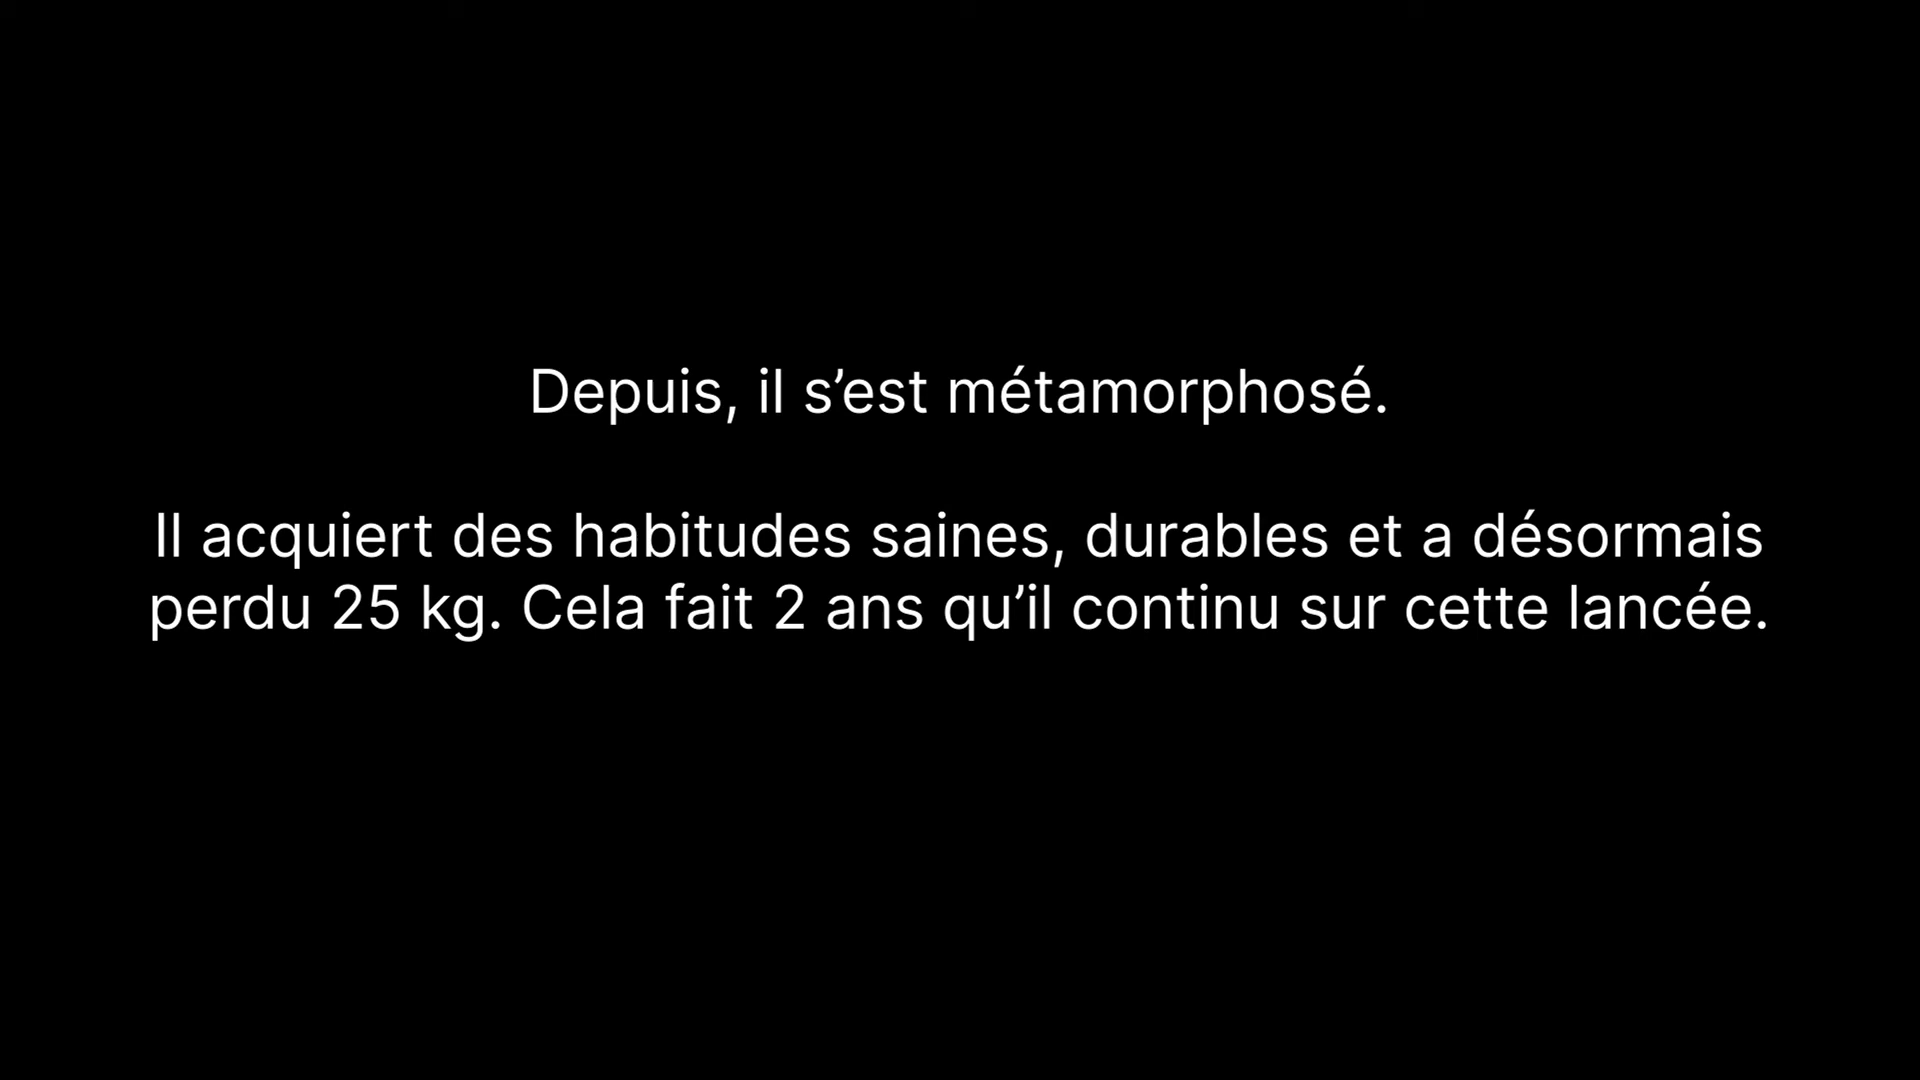 Depuis, il s’est métamorphosé.
Il acquiert des habitudes saines, durables et a désormais
perdu 25 kg. Cela fait 2 ans qu’il continu sur cette lancée.